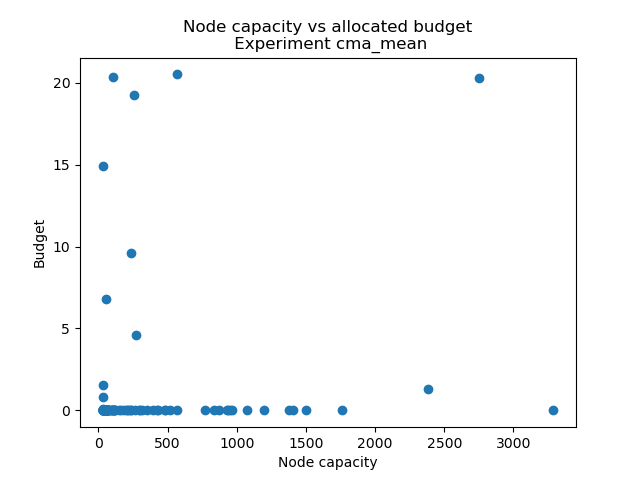 Node capacity vs allocated budget
Experiment cma_mean
Budget
20
15
10
5
0
0 500 1000 1500 2000 2500 3000
Node capacity